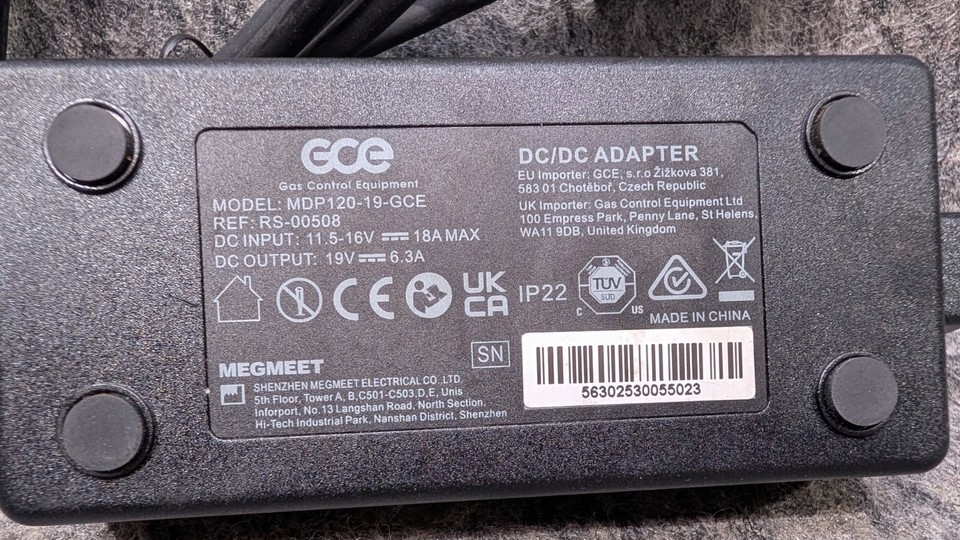 GCE
Gas Control Equipment
MODEL: MDP120-19-GCE
REF: RS-00508
DC INPUT: 11.5-16V 18A MAX
DC OUTPUT: 19V 6.3A
DC/DC ADAPTER
EU Importer: GCE, s.r.o Žižkova 381,
583 01 Chotěboř, Czech Republic
UK Importer: Gas Control Equipment Ltd
100 Empress Park, Penny Lane, St Helens,
WA11 9DB, United Kingdom
CE
UK
CA
IP22
TÜV
SÜD
C US
MADE IN CHINA
MEGMEET
SHENZHEN MEGMEET ELECTRICAL CO.,LTD.
5th Floor, Tower A, B,C501-C503,D,E, Unis
Inforport, No.13 Langshan Road, North Section,
Hi-Tech Industrial Park, Nanshan District, Shenzhen
SN
56302530055023